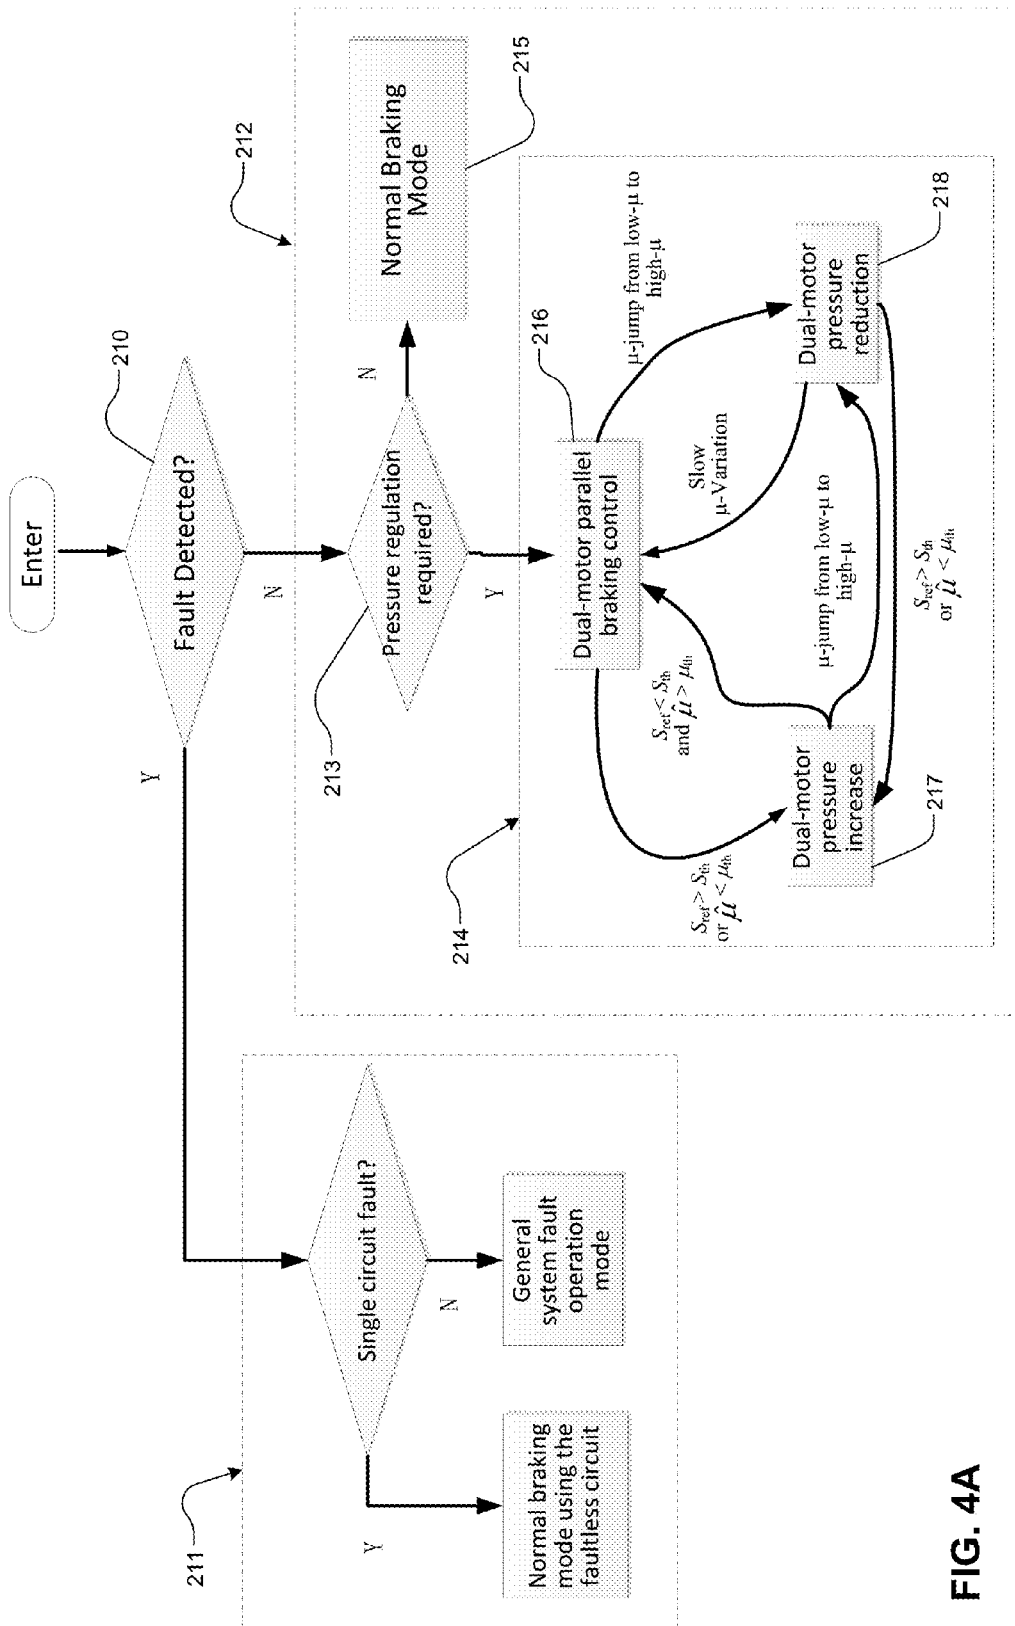 Enter
Fault Detected?
210
Y
N
211
Single circuit fault?
Y
N
Normal braking
mode using the
faultless circuit
General
system fault
operation
mode
212
213
Pressure regulation
required?
N
Y
Normal Braking
Mode
215
214
216
Dual-motor parallel
braking control
S_ref > S_th
or μ̂ < μ_th
S_ref < S_th
and μ̂ > μ_th
Slow
μ-Variation
μ-jump from low-μ to
high-μ
Dual-motor
pressure
increase
217
μ-jump from low-μ to
high-μ
Dual-motor
pressure
reduction
218
S_ref > S_th
or μ̂ < μ_th
FIG. 4A